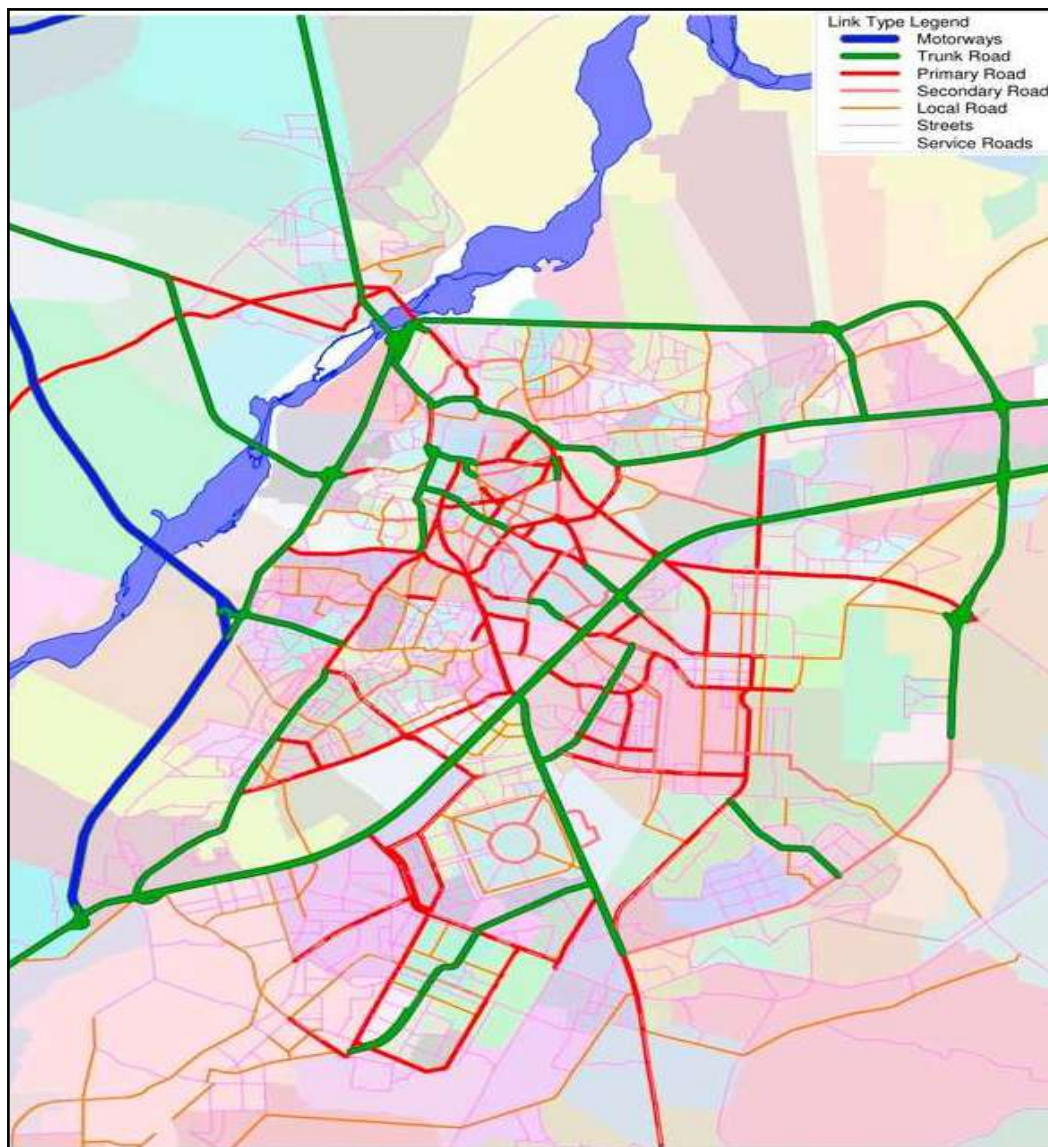 Link Type Legend
Motorways
Trunk Road
Primary Road
Secondary Road
Local Road
Streets
Service Roads